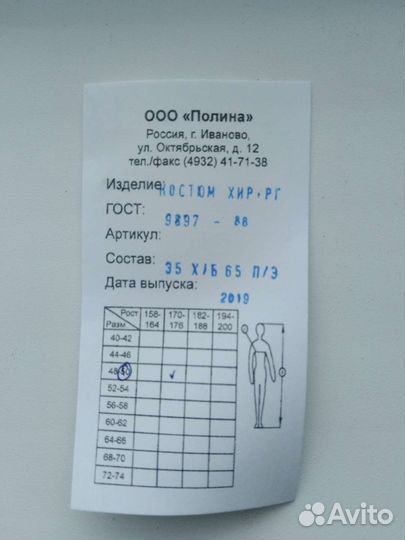 ООО «Полина»
Россия, г. Иваново,
ул. Октябрьская, д. 12
тел./факс (4932) 41-71-38
Изделие: КОСТЮМ ХИР.РГ
ГОСТ: 9897 - 88
Артикул:
Состав: 35 Х/Б 65 П/Э
Дата выпуска: 2019
Рост 158-164 170-176 182-188 194-200
Разм
40-42
44-46
48-50
52-54
56-58
60-62
64-66
68-70
72-74
Avito